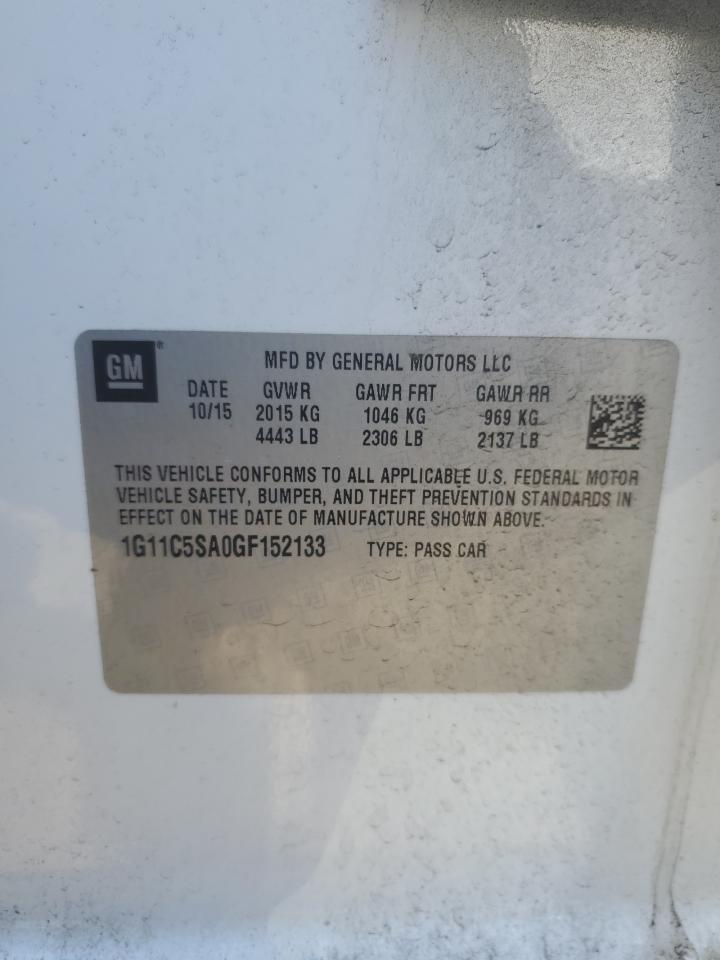 GM®
MFD BY GENERAL MOTORS LLC
DATE GVWR GAWR FRT GAWR RR
10/15 2015 KG 1046 KG 969 KG
4443 LB 2306 LB 2137 LB
THIS VEHICLE CONFORMS TO ALL APPLICABLE U.S. FEDERAL MOTOR
VEHICLE SAFETY, BUMPER, AND THEFT PREVENTION STANDARDS IN
EFFECT ON THE DATE OF MANUFACTURE SHOWN ABOVE.
1G11C5SA0GF152133 TYPE: PASS CAR